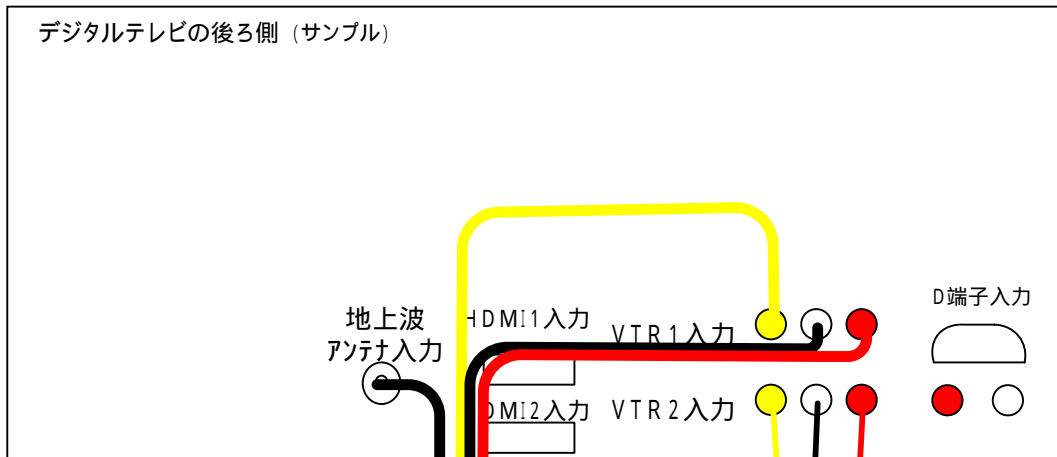 デジタルテレビの後ろ側 (サンプル)
D端子入力
地上波
アンテナ入力
HDMI1入力
VTR1入力
DMI2入力
VTR2入力